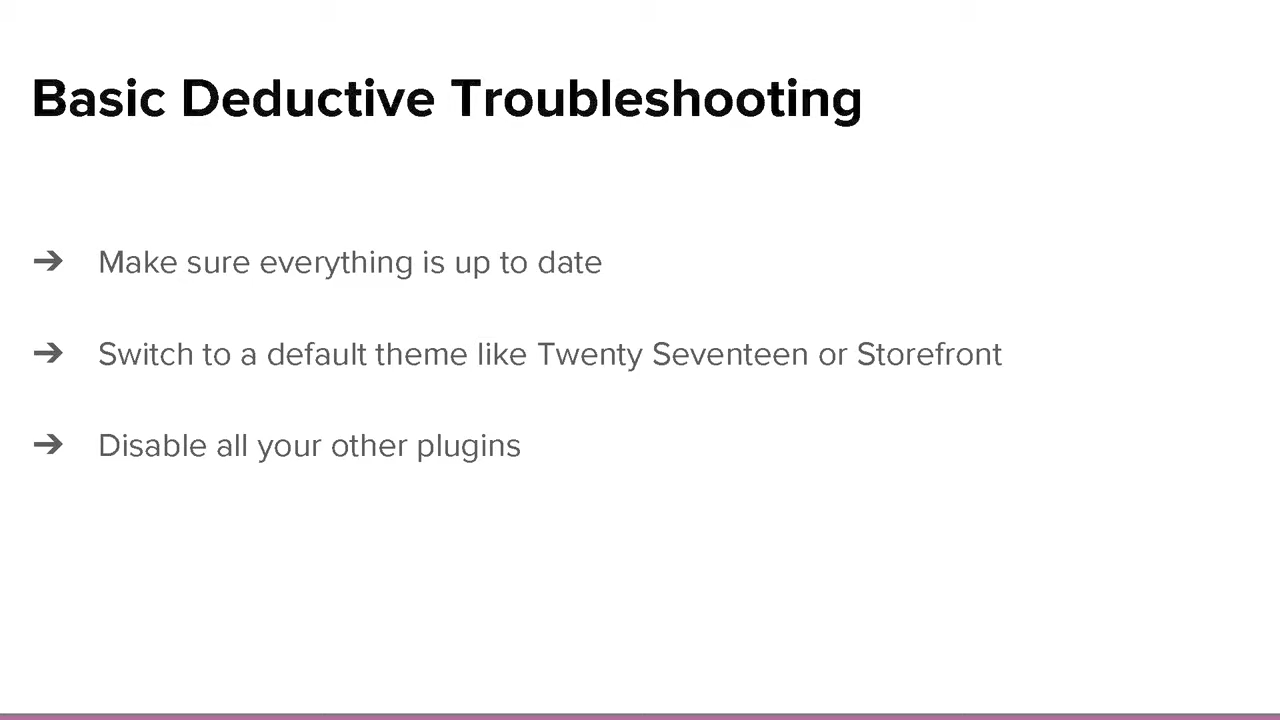 Basic Deductive Troubleshooting
➔ Make sure everything is up to date
➔ Switch to a default theme like Twenty Seventeen or Storefront
➔ Disable all your other plugins